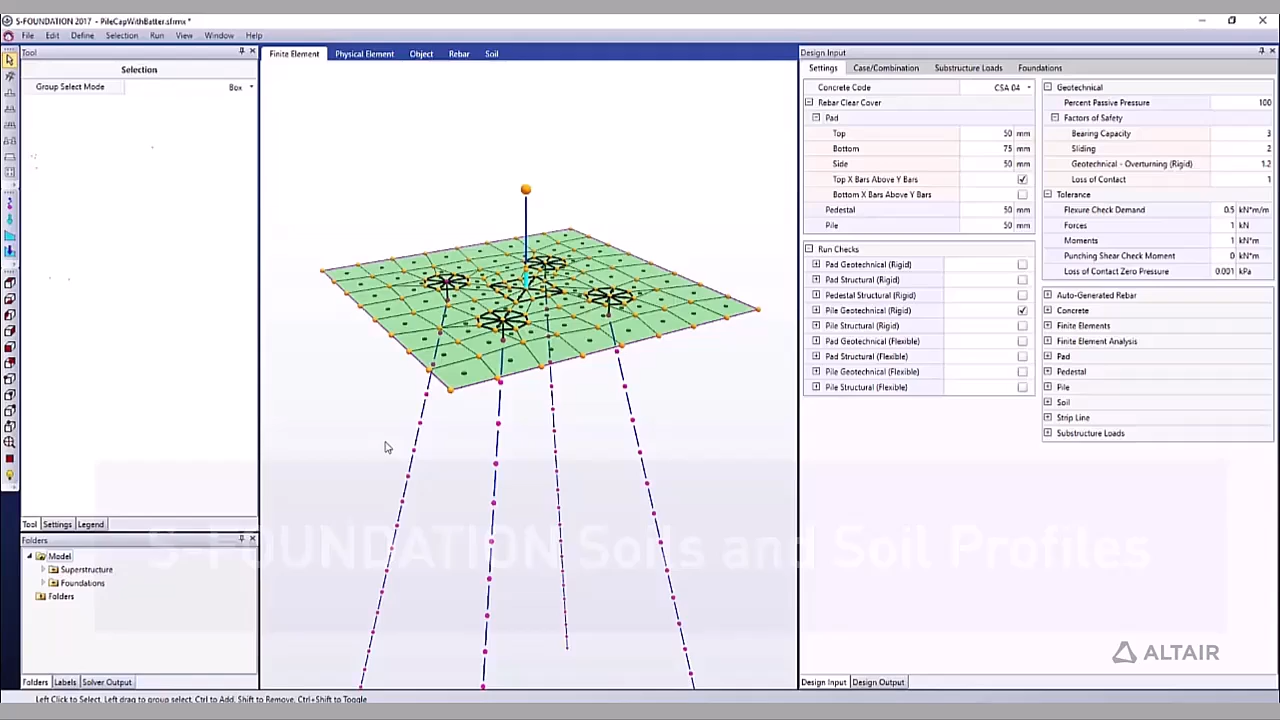 S-FOUNDATION 2017 - PileCapWithBatter.sfrmx *
File Edit Define Selection Run View Window Help
Tool
Selection
Group Select Mode Box
Tool Settings Legend
Folders
Model
Superstructure
Foundations
Folders
Folders Labels Solver Output
Finite Element Physical Element Object Rebar Soil
Design Input
Settings Case/Combination Substructure Loads Foundations
Concrete Code CSA 04
Rebar Clear Cover
Pad
Top 50 mm
Bottom 75 mm
Side 50 mm
Top X Bars Above Y Bars
Bottom X Bars Above Y Bars
Pedestal 50 mm
Pile 50 mm
Run Checks
Pad Geotechnical (Rigid)
Pad Structural (Rigid)
Pedestal Structural (Rigid)
Pile Geotechnical (Rigid)
Pile Structural (Rigid)
Pad Geotechnical (Flexible)
Pad Structural (Flexible)
Pile Geotechnical (Flexible)
Pile Structural (Flexible)
Geotechnical
Percent Passive Pressure 100
Factors of Safety
Bearing Capacity 3
Sliding 2
Geotechnical - Overturning (Rigid) 1.2
Loss of Contact 1
Tolerance
Flexure Check Demand 0.5 kN*m/m
Forces 1 kN
Moments 1 kN*m
Punching Shear Check Moment 0 kN*m
Loss of Contact Zero Pressure 0.001 kPa
Auto-Generated Rebar
Concrete
Finite Elements
Finite Element Analysis
Pad
Pedestal
Pile
Soil
Strip Line
Substructure Loads
S-FOUNDATION Soils and Soil Profiles
ALTAIR
Design Input Design Output
Left Click to Select, Left drag to group select, Ctrl to Add, Shift to Remove, Ctrl+Shift to Toggle